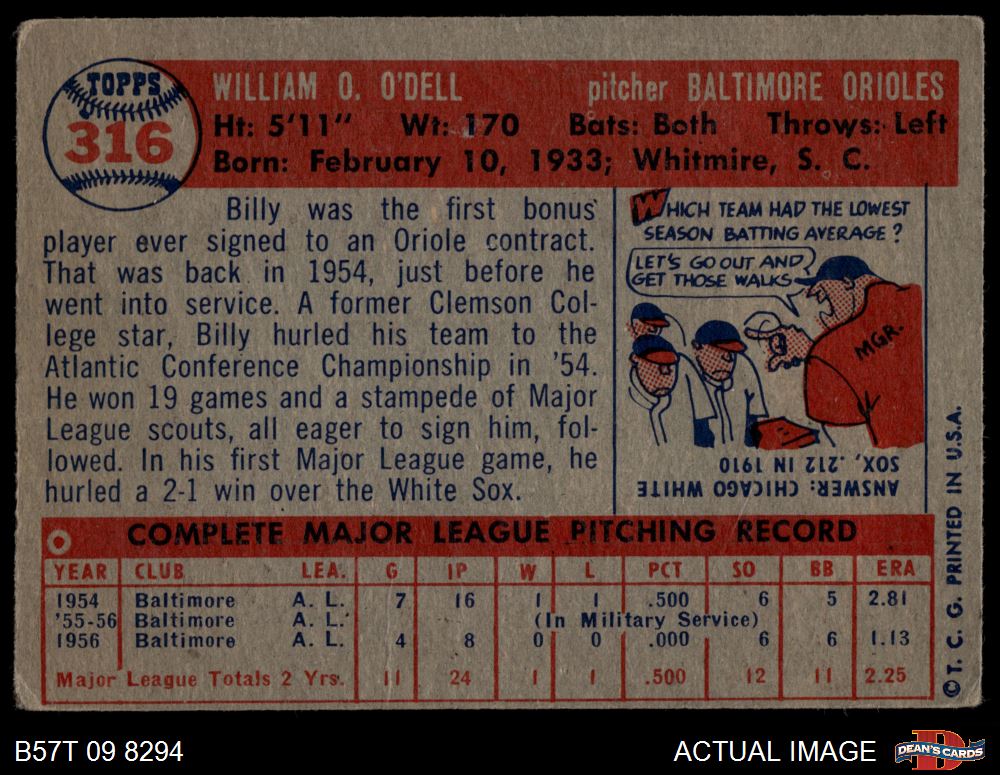 TOPPS
316
WILLIAM O. O'DELL pitcher BALTIMORE ORIOLES
Ht: 5'11" Wt: 170 Bats: Both Throws: Left
Born: February 10, 1933; Whitmire, S. C.
Billy was the first bonus
player ever signed to an Oriole contract.
That was back in 1954, just before he
went into service. A former Clemson Col-
lege star, Billy hurled his team to the
Atlantic Conference Championship in '54.
He won 19 games and a stampede of Major
League scouts, all eager to sign him, fol-
lowed. In his first Major League game, he
hurled a 2-1 win over the White Sox.
WHICH TEAM HAD THE LOWEST
SEASON BATTING AVERAGE?
LET'S GO OUT AND
GET THOSE WALKS
MGR.
ANSWER: CHICAGO WHITE
SOX, .212 IN 1910
COMPLETE MAJOR LEAGUE PITCHING RECORD
YEAR CLUB LEA. G IP W L PCT SO BB ERA
1954 Baltimore A. L. 7 16 1 1 .500 6 5 2.81
'55-56 Baltimore A. L. (In Military Service)
1956 Baltimore A. L. 4 8 0 0 .000 6 6 1.13
Major League Totals 2 Yrs. 11 24 1 1 .500 12 11 2.25
© T. C. G. PRINTED IN U.S.A.
B57T 09 8294 ACTUAL IMAGE DEAN'S CARDS